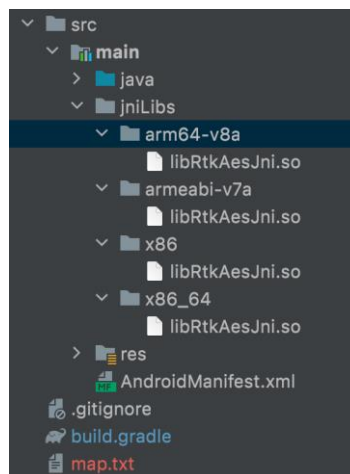 src
main
java
jniLibs
arm64-v8a
libRtkAesJni.so
armeabi-v7a
libRtkAesJni.so
x86
libRtkAesJni.so
x86_64
libRtkAesJni.so
res
MF AndroidManifest.xml
.gitignore
build.gradle
map.txt